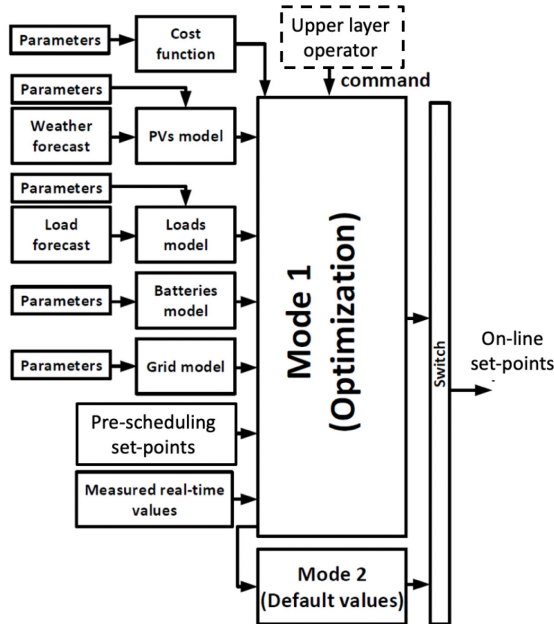 Parameters
Cost
function
Upper layer
operator
command
Parameters
Weather
forecast
PVs model
Parameters
Load
forecast
Loads
model
Parameters
Batteries
model
Parameters
Grid model
Pre-scheduling
set-points
Measured real-time
values
Mode 1
(Optimization)
Mode 2
(Default values)
Switch
On-line
set-points